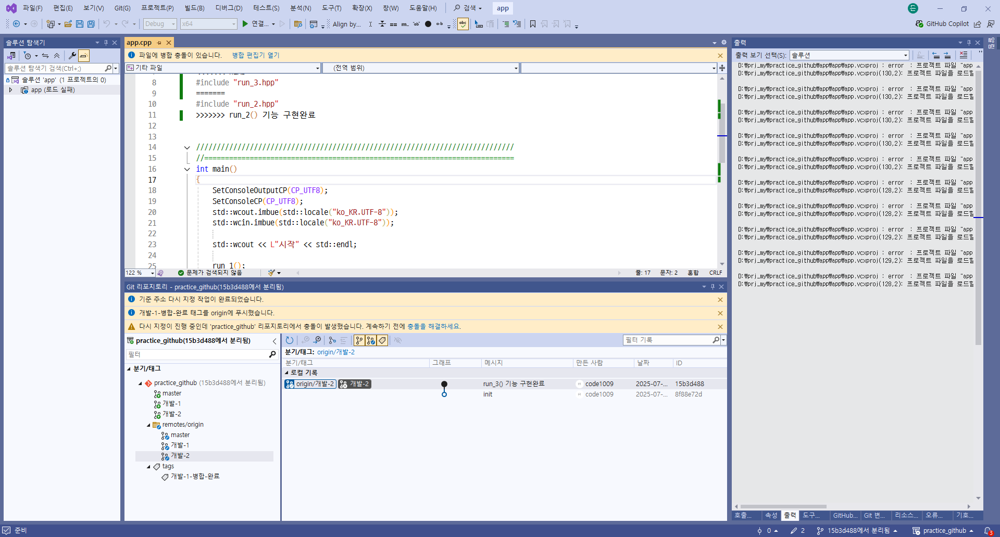 파일(F) 편집(E) 보기(V) Git(G) 프로젝트(P) 빌드(B) 디버그(D) 테스트(S) 분석(N) 도구(T) 확장(X) 창(W) 도움말(H) 검색 app
Debug x64 연결... Align by... GitHub Copilot
솔루션 탐색기
솔루션 탐색기 검색(Ctrl+;)
솔루션 'app' (1 프로젝트의 0)
app (로드 실패)
app.cpp
파일에 병합 충돌이 있습니다. 병합 편집기 열기
기타 파일 (전역 범위)
8 #include "run_3.hpp"
9 =======
10 #include "run_2.hpp"
11 >>>>>>> run_2() 기능 구현완료
12
13
14 /////////////////////////////////////////////////////////////////////////////
15 //===========================================================================
16 int main()
17 {
18 SetConsoleOutputCP(CP_UTF8);
19 SetConsoleCP(CP_UTF8);
20 std::wcout.imbue(std::locale("ko_KR.UTF-8"));
21 std::wcin.imbue(std::locale("ko_KR.UTF-8"));
22
23 std::wcout << L"시작" << std::endl;
24
25 run_1();
122 % 문제가 검색되지 않음 줄: 17 문자: 2 혼합 CRLF
Git 리포지토리 - practice_github(15b3d488에서 분리됨)
기준 주소 다시 지정 작업이 완료되었습니다.
개발-1-병합-완료 태그를 origin에 푸시했습니다.
다시 지정이 진행 중인데 'practice_github' 리포지토리에서 충돌이 발생했습니다. 계속하기 전에 충돌을 해결하세요.
practice_github(15b3d488에서 분리됨)
필터
분기/태그
practice_github (15b3d488에서 분리됨)
master
개발-1
개발-2
remotes/origin
master
개발-1
개발-2
tags
개발-1-병합-완료
필터 기록
분기/태그: origin/개발-2
분기/태그 그래프 메시지 만든 사람 날짜 ID
로컬 기록
origin/개발-2 개발-2 run_3() 기능 구현완료 code1009 2025-07-... 15b3d488
init code1009 2025-07-... 8f88e72d
출력
출력 보기 선택(S): 솔루션
D:₩prj_my₩practice_github₩app₩app₩app.vcxproj : error : 프로젝트 파일 "app
D:₩prj_my₩practice_github₩app₩app₩app.vcxproj(130,2): 프로젝트 파일을 로드할
D:₩prj_my₩practice_github₩app₩app₩app.vcxproj : error : 프로젝트 파일 "app
D:₩prj_my₩practice_github₩app₩app₩app.vcxproj(130,2): 프로젝트 파일을 로드할
D:₩prj_my₩practice_github₩app₩app₩app.vcxproj : error : 프로젝트 파일 "app
D:₩prj_my₩practice_github₩app₩app₩app.vcxproj(130,2): 프로젝트 파일을 로드할
D:₩prj_my₩practice_github₩app₩app₩app.vcxproj : error : 프로젝트 파일 "app
D:₩prj_my₩practice_github₩app₩app₩app.vcxproj(130,2): 프로젝트 파일을 로드할
D:₩prj_my₩practice_github₩app₩app₩app.vcxproj : error : 프로젝트 파일 "app
D:₩prj_my₩practice_github₩app₩app₩app.vcxproj(130,2): 프로젝트 파일을 로드할
D:₩prj_my₩practice_github₩app₩app₩app.vcxproj : error : 프로젝트 파일 "app
D:₩prj_my₩practice_github₩app₩app₩app.vcxproj(128,2): 프로젝트 파일을 로드할
D:₩prj_my₩practice_github₩app₩app₩app.vcxproj : error : 프로젝트 파일 "app
D:₩prj_my₩practice_github₩app₩app₩app.vcxproj(128,2): 프로젝트 파일을 로드할
D:₩prj_my₩practice_github₩app₩app₩app.vcxproj : error : 프로젝트 파일 "app
D:₩prj_my₩practice_github₩app₩app₩app.vcxproj(129,2): 프로젝트 파일을 로드할
D:₩prj_my₩practice_github₩app₩app₩app.vcxproj : error : 프로젝트 파일 "app
D:₩prj_my₩practice_github₩app₩app₩app.vcxproj(129,2): 프로젝트 파일을 로드할
D:₩prj_my₩practice_github₩app₩app₩app.vcxproj : error : 프로젝트 파일 "app
D:₩prj_my₩practice_github₩app₩app₩app.vcxproj(128,2): 프로젝트 파일을 로드할
호출... 속성 출력 도구... GitHub... Git 변... 리소스... 오류... 기호...
알림
준비 0 2 15b3d488에서 분리됨 practice_github 3